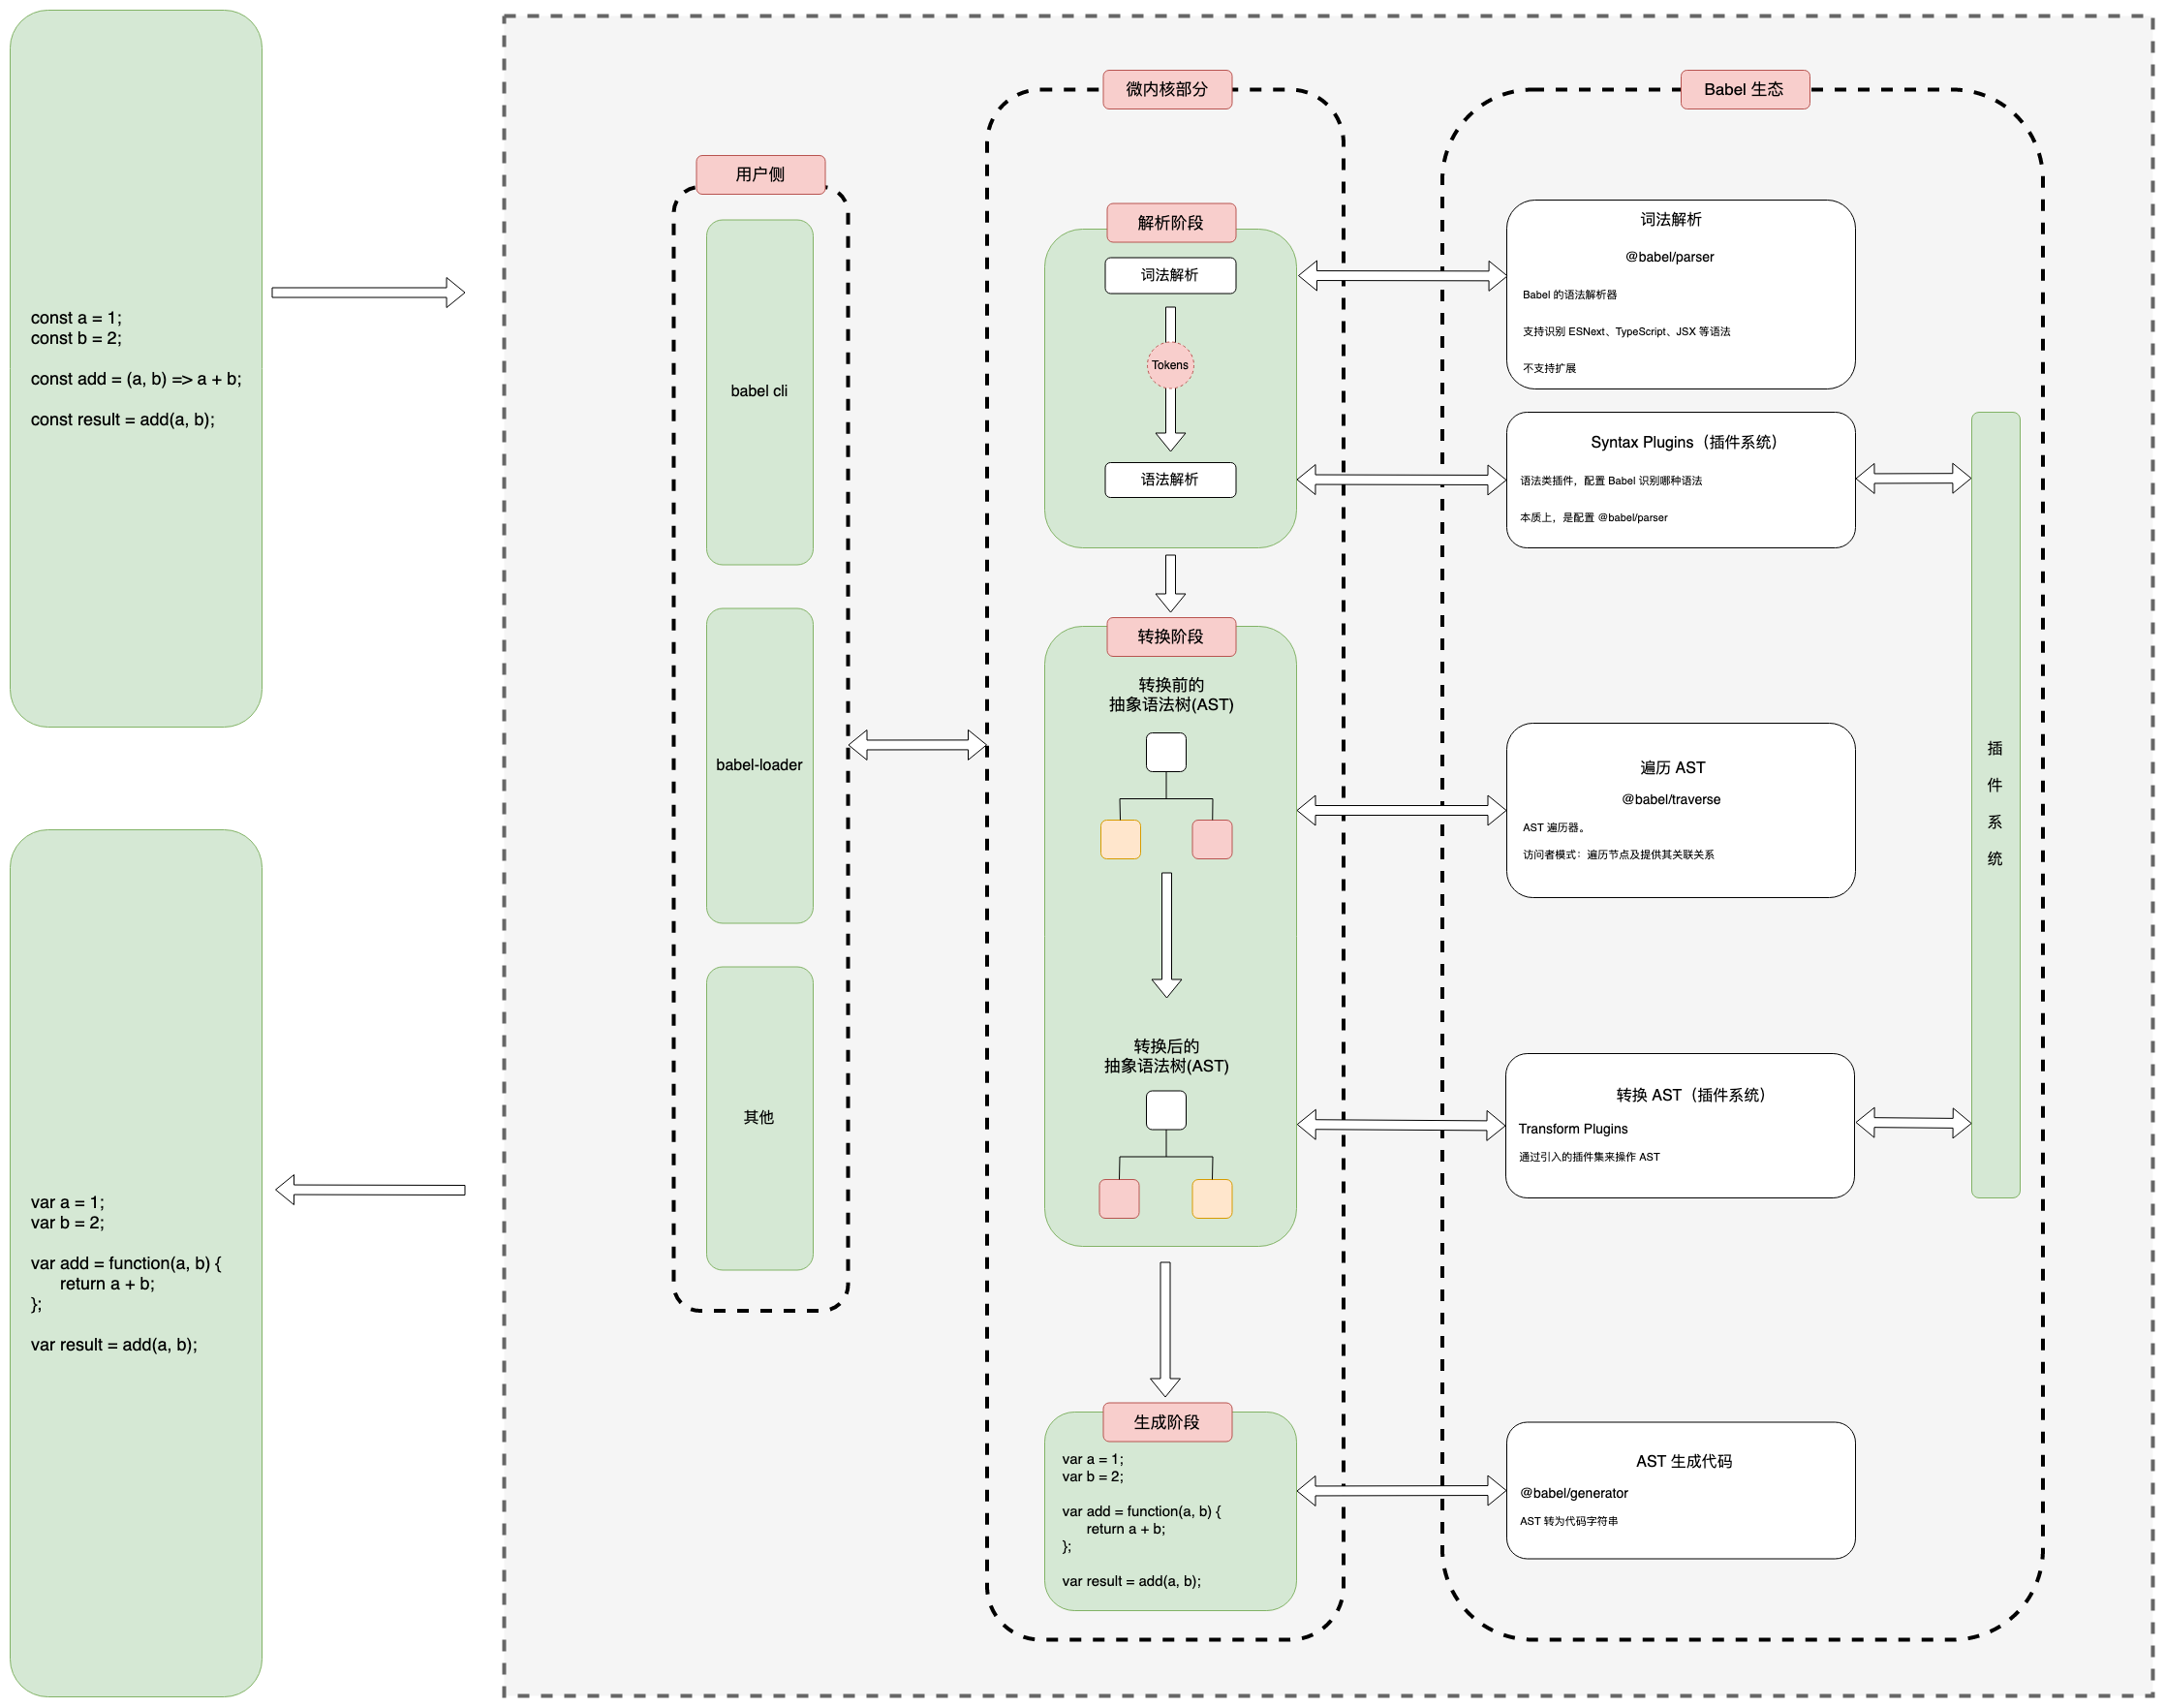 const a = 1;
const b = 2;
const add = (a, b) => a + b;
const result = add(a, b);
var a = 1;
var b = 2;
var add = function(a, b) {
return a + b;
};
var result = add(a, b);
用户侧
babel cli
babel-loader
其他
微内核部分
解析阶段
词法解析
Tokens
语法解析
转换阶段
转换前的
抽象语法树(AST)
转换后的
抽象语法树(AST)
生成阶段
var a = 1;
var b = 2;
var add = function(a, b) {
return a + b;
};
var result = add(a, b);
Babel 生态
词法解析
@babel/parser
Babel 的语法解析器
支持识别 ESNext、TypeScript、JSX 等语法
不支持扩展
Syntax Plugins（插件系统）
语法类插件，配置 Babel 识别哪种语法
本质上，是配置 @babel/parser
遍历 AST
@babel/traverse
AST 遍历器。
访问者模式：遍历节点及提供其关联关系
转换 AST（插件系统）
Transform Plugins
通过引入的插件集来操作 AST
AST 生成代码
@babel/generator
AST 转为代码字符串
插
件
系
统